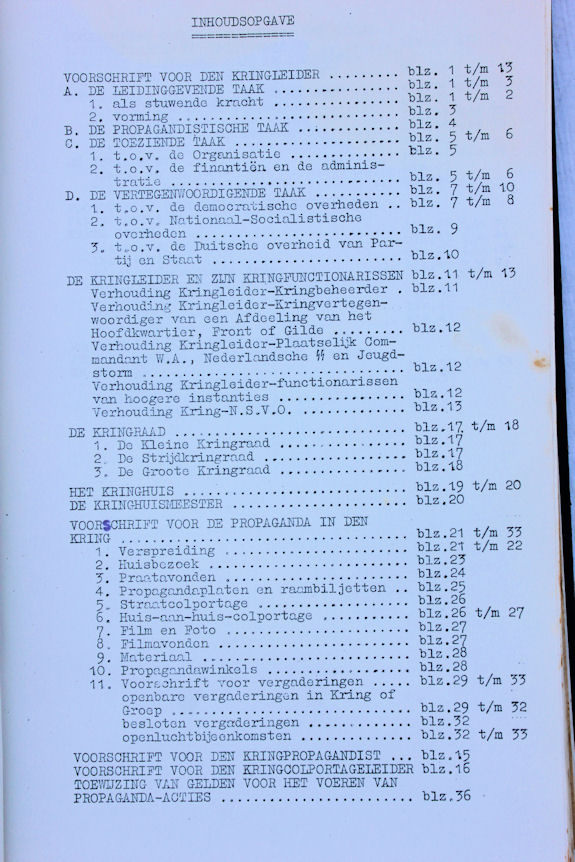 INHOUDSOPGAVE
VOORSCHRIFT VOOR DEN KRINGLEIDER ......... blz. 1 t/m 13
A. DE LEIDINGGEVENDE TAAK ................ blz. 1 t/m 3
1. als stuwende kracht ................ blz. 1 t/m 2
2. vorming ............................ blz. 3
B. DE PROPAGANDISTISCHE TAAK ............. blz. 4
C. DE TOEZIENDE TAAK ..................... blz. 5 t/m 6
1. t.o.v. de Organisatie .............. blz. 5
2. t.o.v. de finantiën en de adminis-
tratie ............................. blz. 5 t/m 6
D. DE VERTEGENWOORDIGENDE TAAK ........... blz. 7 t/m 10
1. t.o.v. de democratische overheden .. blz. 7 t/m 8
2. t.o.v. Nationaal-Socialistische
overheden .......................... blz. 9
3. t.o.v. de Duitsche overheid van Par-
tij en Staat ....................... blz.10
DE KRINGLEIDER EN ZIJN KRINGFUNCTIONARISSEN blz.11 t/m 13
Verhouding Kringleider-Kringbeheerder . blz.11
Verhouding Kringleider-Kringvertegen-
woordiger van een Afdeeling van het
Hoofdkwartier, Front of Gilde ......... blz.12
Verhouding Kringleider-Plaatselijk Com-
mandant W.A., Nederlandsche ᛋᛋ en Jeugd-
storm ................................. blz.12
Verhouding Kringleider-functionarissen
van hoogere instanties ................ blz.12
Verhouding Kring-N.S.V.O. ............. blz.13
DE KRINGRAAD ............................. blz.17 t/m 18
1. De Kleine Kringraad ................ blz.17
2. De Strijdkringraad ................. blz.17
3. De Groote Kringraad ................ blz.18
HET KRINGHUIS ............................ blz.19 t/m 20
DE KRINGHUISMEESTER ...................... blz.20
VOORSCHRIFT VOOR DE PROPAGANDA IN DEN
KRING .................................... blz.21 t/m 33
1. Verspreiding ....................... blz.21 t/m 22
2. Huisbezoek ......................... blz.23
3. Praatavonden ....................... blz.24
4. Propagandaplaten en raambiljetten .. blz.25
5. Straatcolportage ................... blz.26
6. Huis-aan-huis-colportage ........... blz.26 t/m 27
7. Film en Foto ....................... blz.27
8. Filmavonden ........................ blz.27
9. Materiaal .......................... blz.28
10. Propagandawinkels .................. blz.28
11. Voorschrift voor vergaderingen ..... blz.29 t/m 33
openbare vergaderingen in Kring of
Groep .............................. blz.29 t/m 32
besloten vergaderingen ............. blz.32
openluchtbijeenkomsten ............. blz.32 t/m 33
VOORSCHRIFT VOOR DEN KRINGPROPAGANDIST ... blz.15
VOORSCHRIFT VOOR DEN KRINGCOLPORTAGELEIDER blz.16
TOEWIJZING VAN GELDEN VOOR HET VOEREN VAN
PROPAGANDA-ACTIES ........................ blz.36